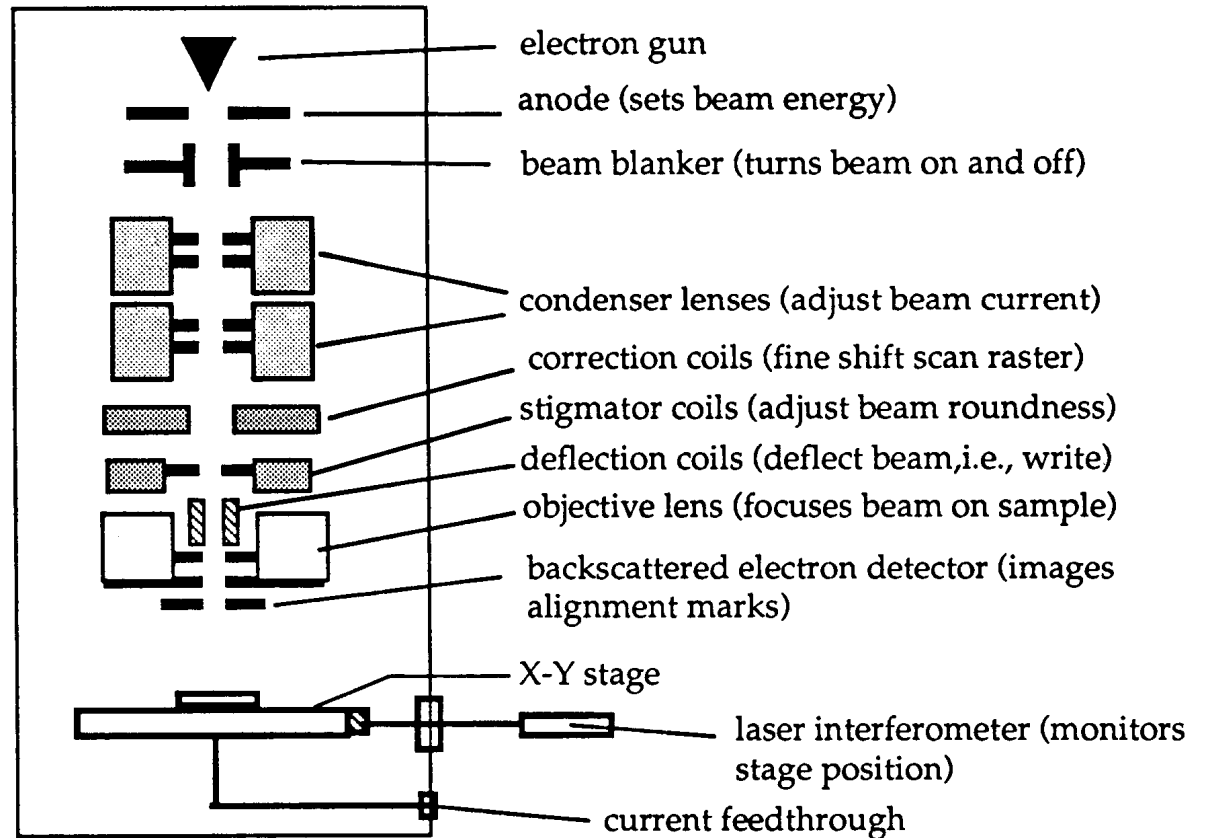 electron gun
anode (sets beam energy)
beam blanker (turns beam on and off)
condenser lenses (adjust beam current)
correction coils (fine shift scan raster)
stigmator coils (adjust beam roundness)
deflection coils (deflect beam,i.e., write)
objective lens (focuses beam on sample)
backscattered electron detector (images
alignment marks)
X-Y stage
laser interferometer (monitors
stage position)
current feedthrough